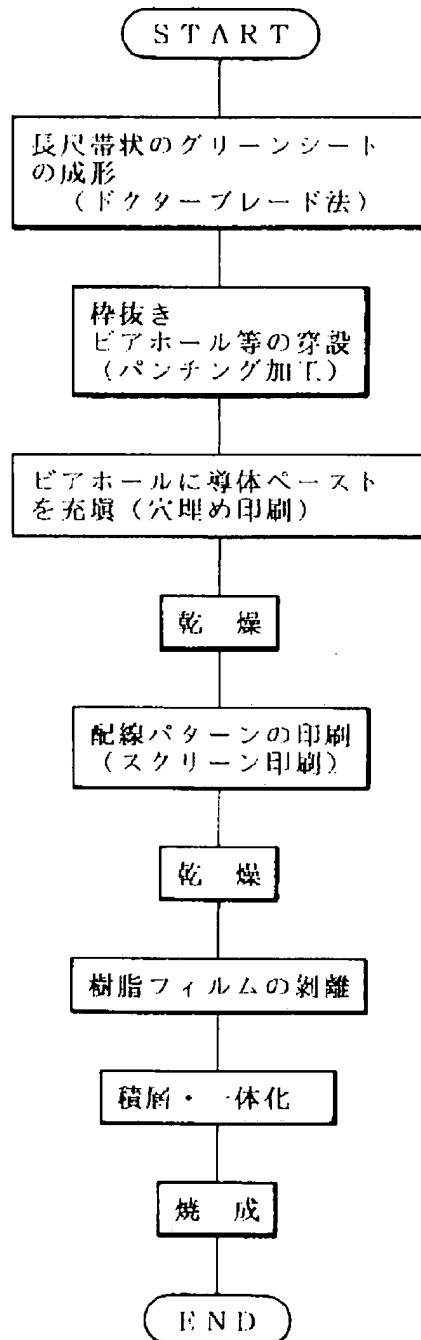 START
長尺帯状のグリーンシート
の成形
（ドクターブレード法）
枠抜き
ビアホール等の穿設
（パンチング加工）
ビアホールに導体ペースト
を充填（穴埋め印刷）
乾 燥
配線パターンの印刷
（スクリーン印刷）
乾 燥
樹脂フィルムの剥離
積層・一体化
焼 成
END